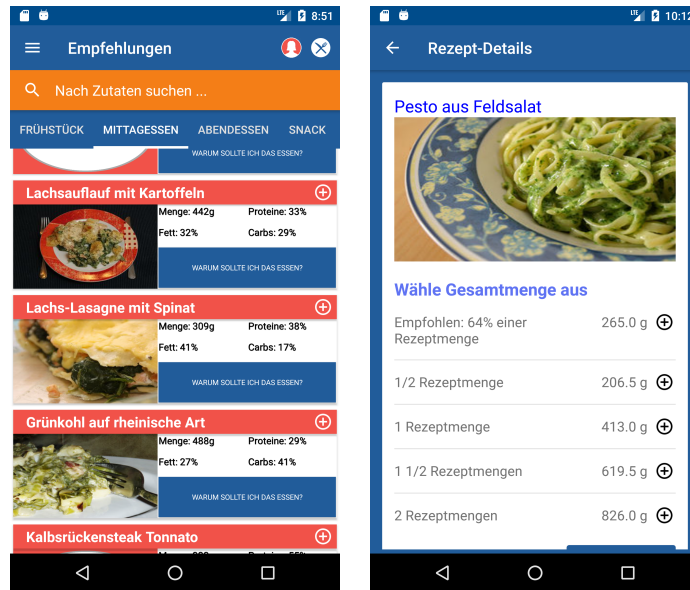 LTE 8:51
Empfehlungen
Nach Zutaten suchen ...
FRÜHSTÜCK MITTAGESSEN ABENDESSEN SNACK
WARUM SOLLTE ICH DAS ESSEN?
Lachsauflauf mit Kartoffeln
Menge: 442g Proteine: 33%
Fett: 32% Carbs: 29%
WARUM SOLLTE ICH DAS ESSEN?
Lachs-Lasagne mit Spinat
Menge: 309g Proteine: 38%
Fett: 41% Carbs: 17%
WARUM SOLLTE ICH DAS ESSEN?
Grünkohl auf rheinische Art
Menge: 488g Proteine: 29%
Fett: 27% Carbs: 41%
WARUM SOLLTE ICH DAS ESSEN?
Kalbsrückensteak Tonnato
LTE 10:12
Rezept-Details
Pesto aus Feldsalat
Wähle Gesamtmenge aus
Empfohlen: 64% einer 265.0 g
Rezeptmenge
1/2 Rezeptmenge 206.5 g
1 Rezeptmenge 413.0 g
1 1/2 Rezeptmengen 619.5 g
2 Rezeptmengen 826.0 g